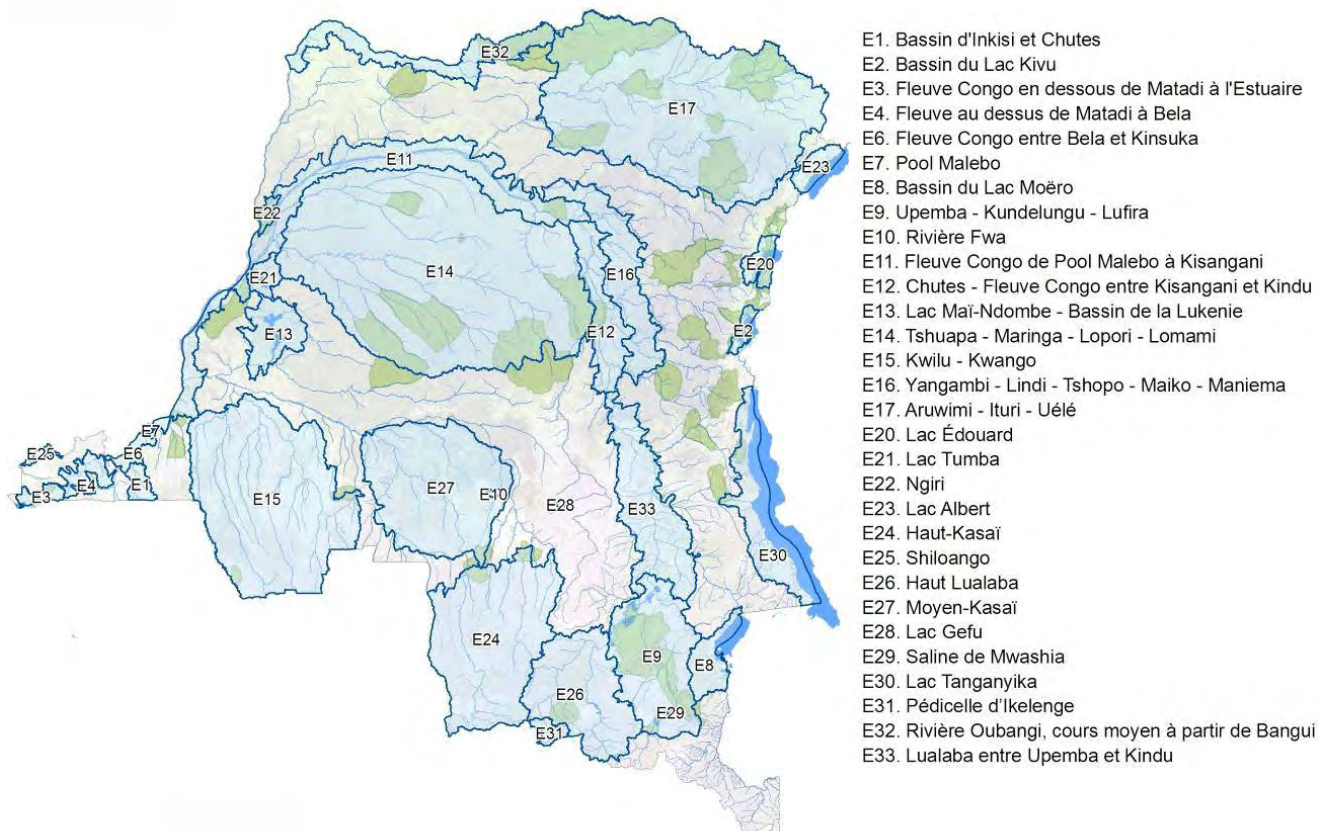 E1. Bassin d'Inkisi et Chutes
E2. Bassin du Lac Kivu
E3. Fleuve Congo en dessous de Matadi à l'Estuaire
E4. Fleuve au dessus de Matadi à Bela
E6. Fleuve Congo entre Bela et Kinsuka
E7. Pool Malebo
E8. Bassin du Lac Moëro
E9. Upemba - Kundelungu - Lufira
E10. Rivière Fwa
E11. Fleuve Congo de Pool Malebo à Kisangani
E12. Chutes - Fleuve Congo entre Kisangani et Kindu
E13. Lac Maï-Ndombe - Bassin de la Lukenie
E14. Tshuapa - Maringa - Lopori - Lomami
E15. Kwilu - Kwango
E16. Yangambi - Lindi - Tshopo - Maiko - Maniema
E17. Aruwimi - Ituri - Uélé
E20. Lac Édouard
E21. Lac Tumba
E22. Ngiri
E23. Lac Albert
E24. Haut-Kasaï
E25. Shiloango
E26. Haut Lualaba
E27. Moyen-Kasaï
E28. Lac Gefu
E29. Saline de Mwashia
E30. Lac Tanganyika
E31. Pédicelle d'Ikelenge
E32. Rivière Oubangi, cours moyen à partir de Bangui
E33. Lualaba entre Upemba et Kindu
E32
E17
E11
E23
E22
E14
E16
E20
E21
E13
E12
E2
E7
E25
E6
E3
E4
E1
E15
E27
E10
E28
E33
E30
E24
E9
E8
E26
E29
E31